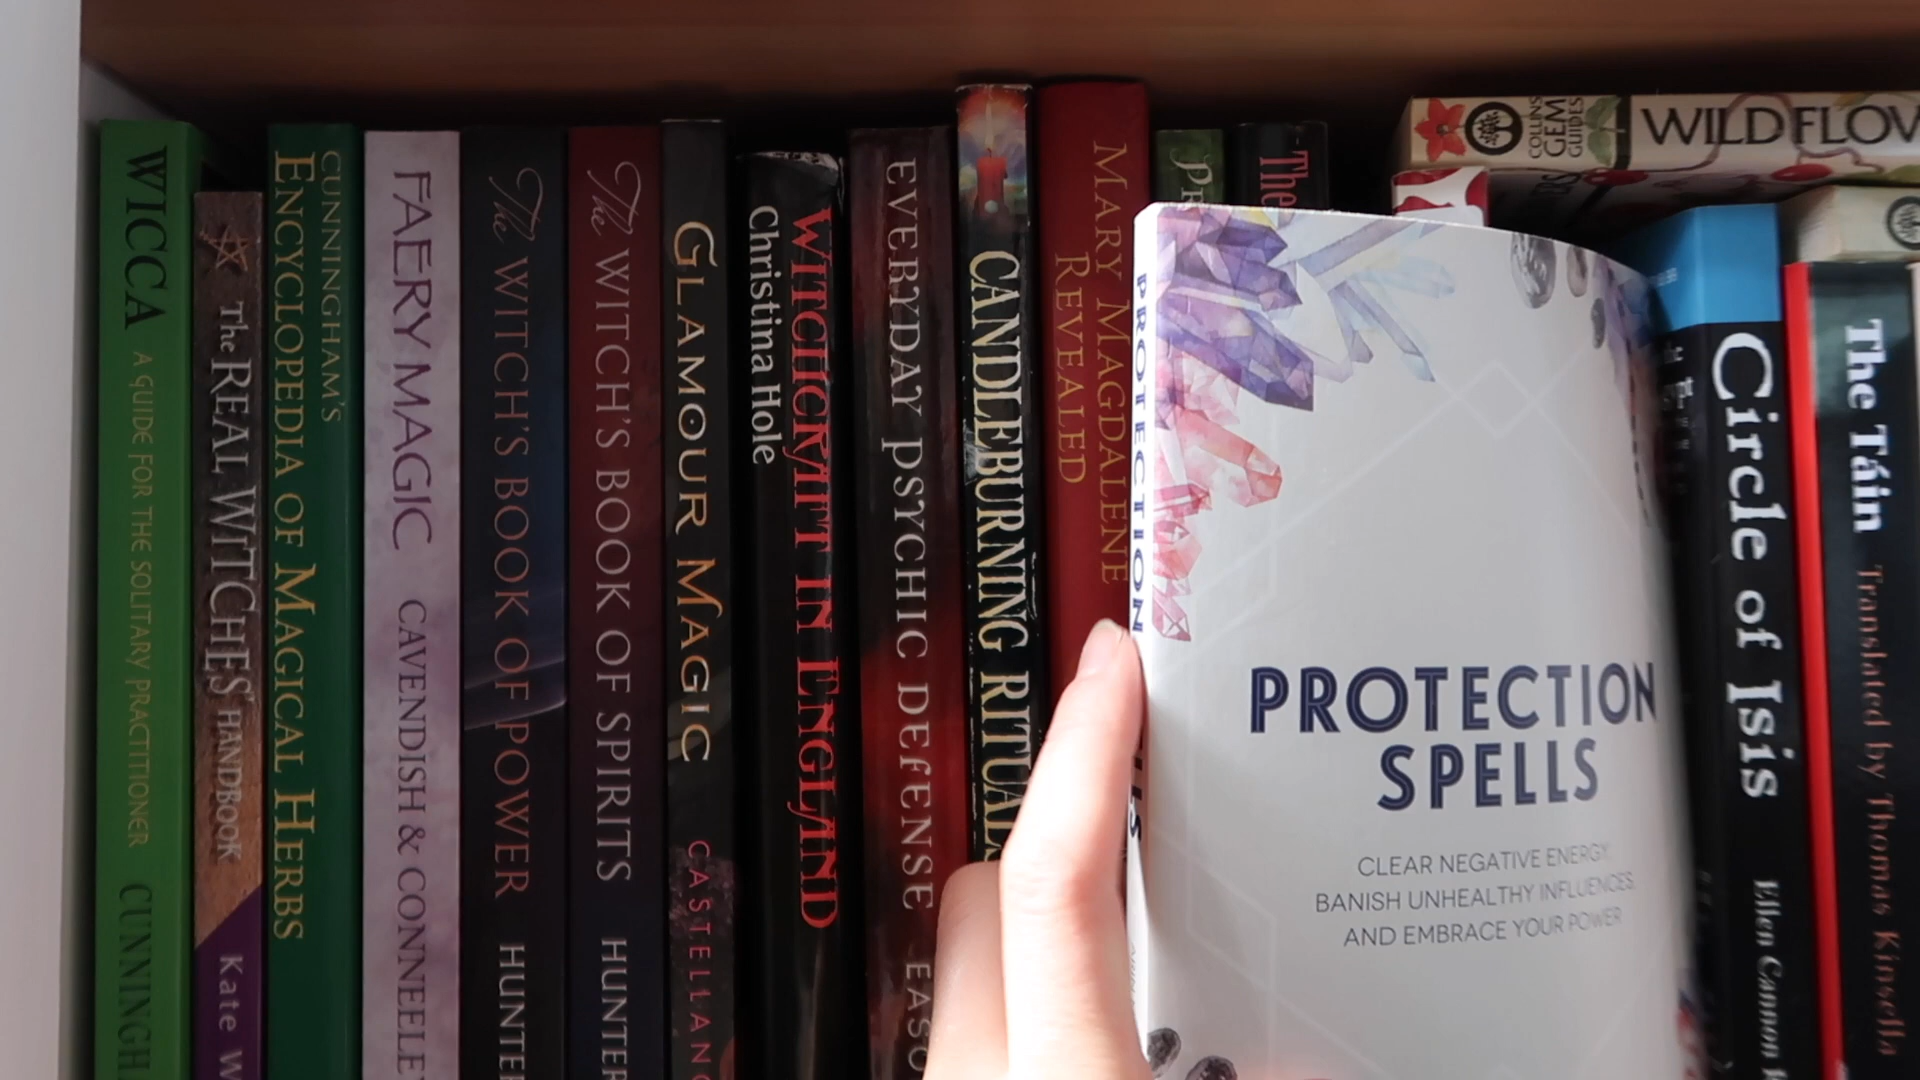 WICCA A GUIDE FOR THE SOLITARY PRACTITIONER CUNNINGH
The REAL WITCHES' HANDBOOK Kate W
CUNNINGHAM'S
ENCYCLOPEDIA OF MAGICAL HERBS
FAERY MAGIC CAVENDISH & CONNEELEY
The WITCH'S BOOK OF POWER HUNTER
The WITCH'S BOOK OF SPIRITS HUNTER
GLAMOUR MAGIC CASTELLANO
WITCHCRAFT IN ENGLAND
Christina Hole
EVERYDAY PSYCHIC DEFENSE EASO
CANDLEBURNING RITUALS
MARY MAGDALENE
REVEALED
PR
The
COLLINS
GEM
GUIDES
WILD FLOW
PROTECTION
PROTECTION
SPELLS
CLEAR NEGATIVE ENERGY,
BANISH UNHEALTHY INFLUENCES,
AND EMBRACE YOUR POWER
Circle of Isis Ellen Cannon R
The Táin Translated by Thomas Kinsella